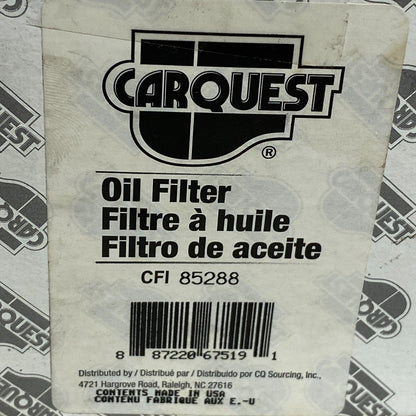 CARQUEST
®
Oil Filter
Filtre à huile
Filtro de aceite
CFI 85288
8 87220 67519 1
Distributed by / Distribué par / Distribuido por CQ Sourcing, Inc.,
4721 Hargrove Road, Raleigh, NC 27616
CONTENTS MADE IN USA
CONTENU FABRIQUE AUX E,-U